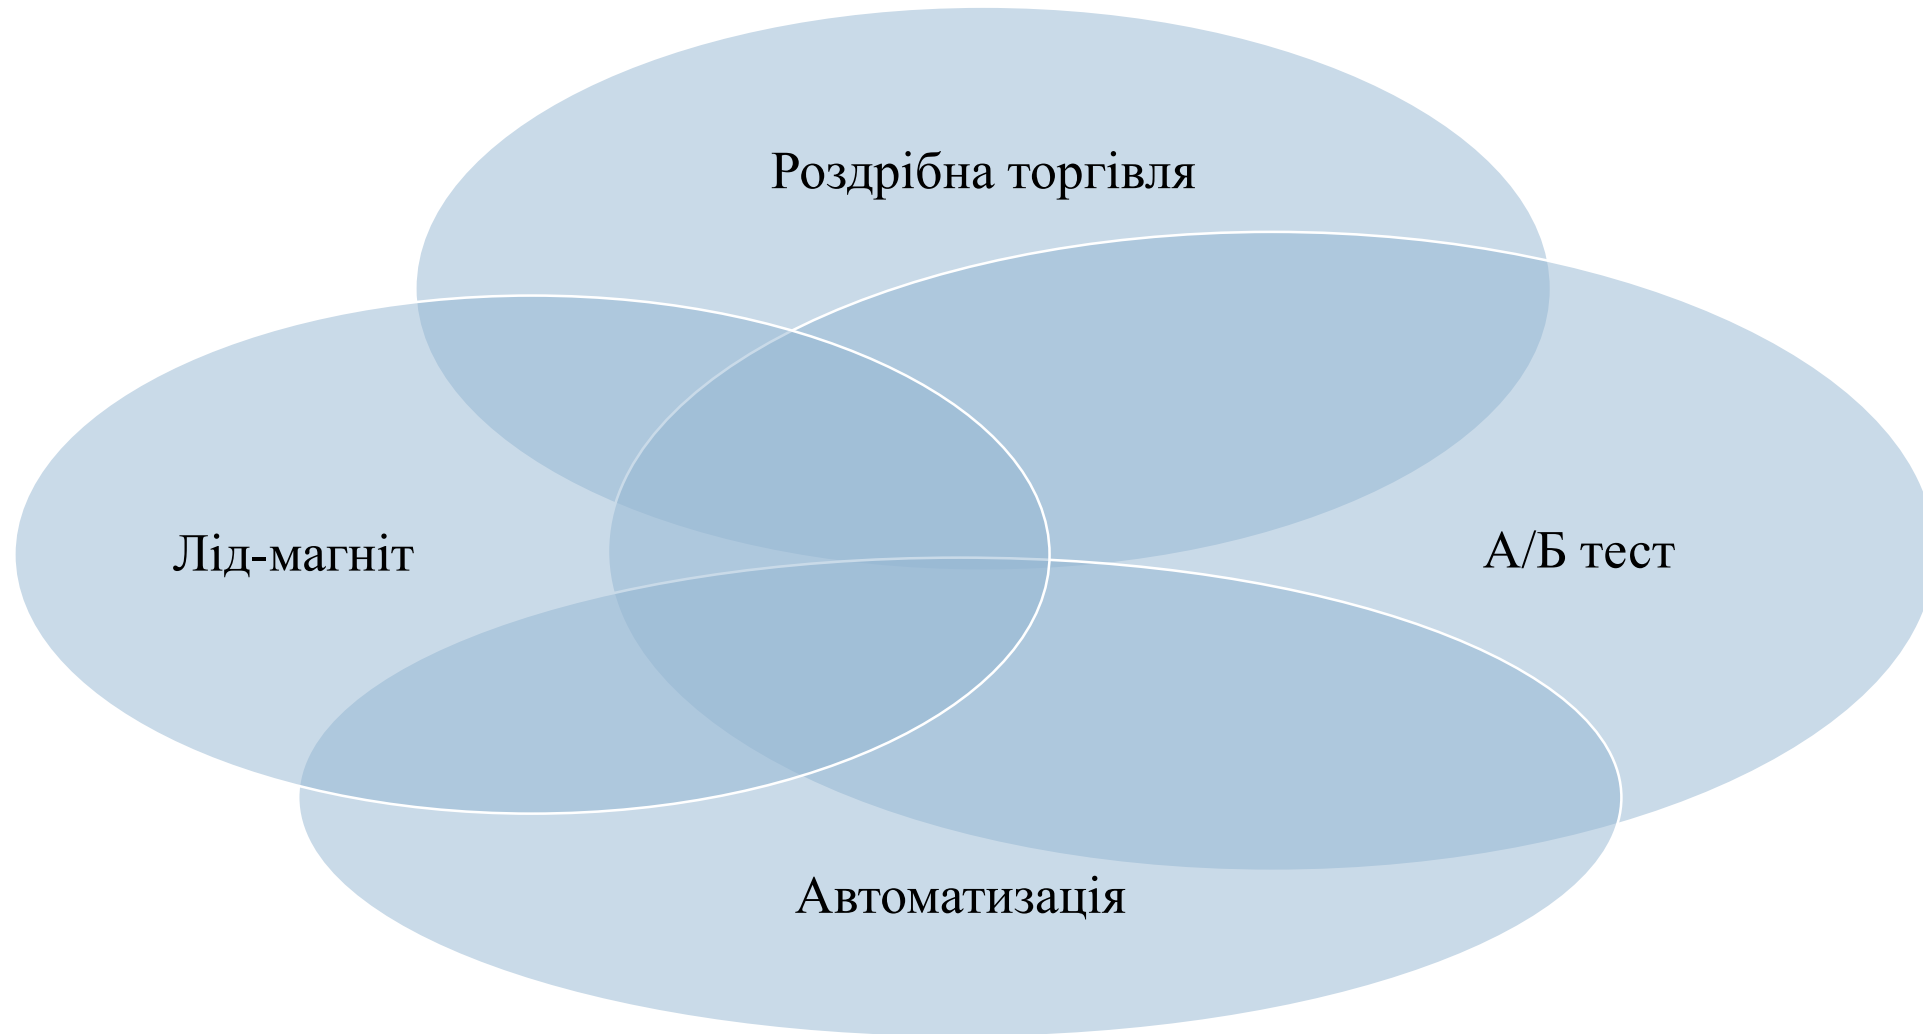 Роздрібна торгівля
Лід-магніт
А/Б тест
Автоматизація